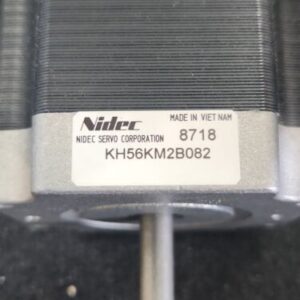 Nidec MADE IN VIET NAM
NIDEC SERVO CORPORATION 8718
KH56KM2B082